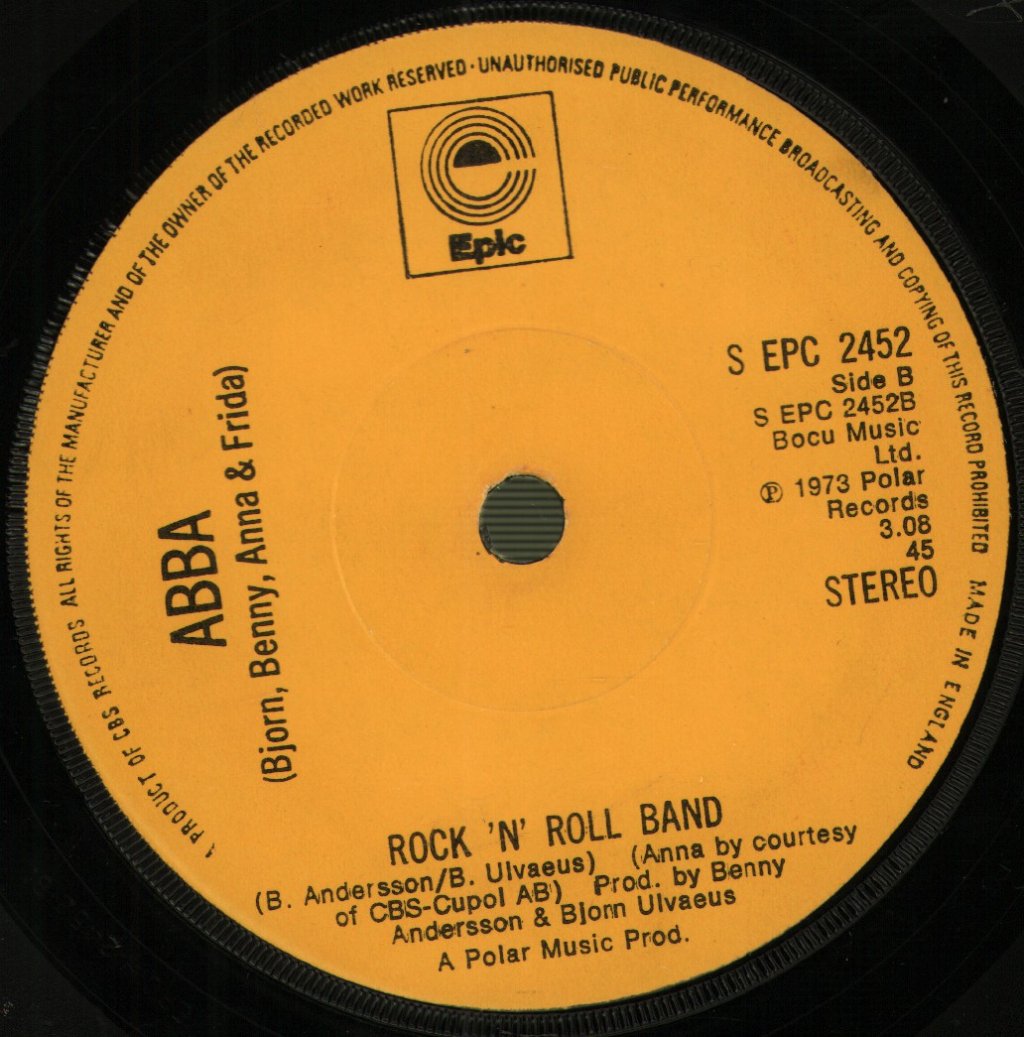 1 PRODUCT OF CBS RECORDS ALL RIGHTS OF THE MANUFACTURER AND OF THE OWNER OF THE RECORDED WORK RESERVED · UNAUTHORISED PUBLIC PERFORMANCE BROADCASTING AND COPYING OF THIS RECORD PROHIBITED MADE IN ENGLAND
Epic
ABBA
(Bjorn, Benny, Anna & Frida)
S EPC 2452
Side B
S EPC 2452B
Bocu Music
Ltd.
℗ 1973 Polar
Records
3.08
45
STEREO
ROCK 'N' ROLL BAND
(B. Andersson/B. Ulvaeus) (Anna by courtesy
of CBS-Cupol AB) Prod. by Benny
Andersson & Bjorn Ulvaeus
A Polar Music Prod.